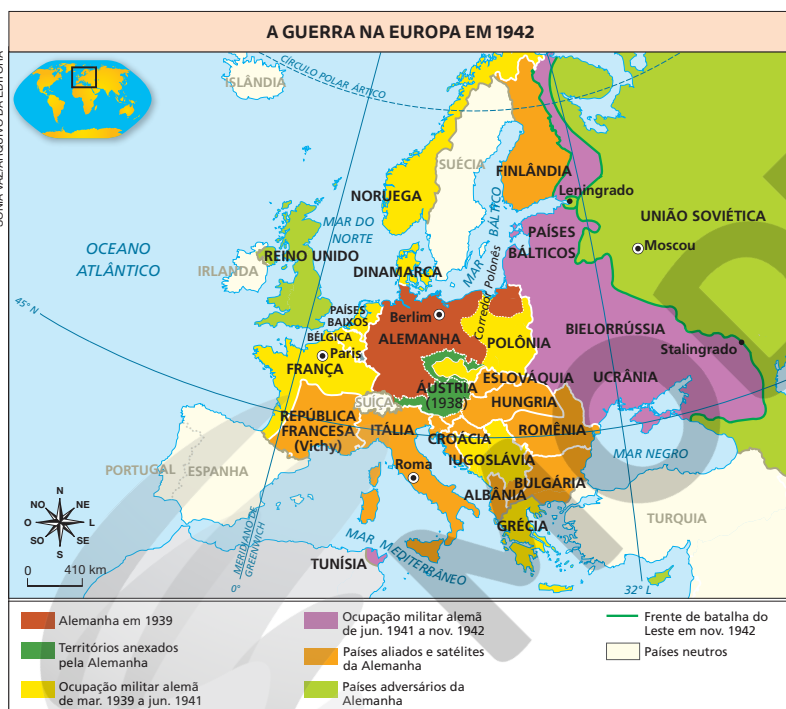 A GUERRA NA EUROPA EM 1942
CÍRCULO POLAR ÁRTICO
ISLÂNDIA
SUÉCIA
FINLÂNDIA
NORUEGA
Leningrado
MAR DO
NORTE
MAR BÁLTICO
UNIÃO SOVIÉTICA
OCEANO
ATLÂNTICO
PAÍSES
BÁLTICOS
Moscou
REINO UNIDO
IRLANDA
DINAMARCA
Corredor Polonês
45° N
PAÍSES
BAIXOS
Berlim
BÉLGICA
ALEMANHA
POLÔNIA
BIELORRÚSSIA
Paris
Stalingrado
FRANÇA
ESLOVÁQUIA
UCRÂNIA
ÁUSTRIA
(1938)
SUÍÇA
HUNGRIA
REPÚBLICA
FRANCESA
(Vichy)
ITÁLIA
ROMÊNIA
CROÁCIA
IUGOSLÁVIA
MAR NEGRO
PORTUGAL
ESPANHA
Roma
BULGÁRIA
ALBÂNIA
GRÉCIA
TURQUIA
N
NO
NE
O
L
SO
SE
S
MERIDIANO DE
GREENWICH
MAR MEDITERRÂNEO
TUNÍSIA
0
410 km
0°
32° L
Alemanha em 1939
Territórios anexados
pela Alemanha
Ocupação militar alemã
de mar. 1939 a jun. 1941
Ocupação militar alemã
de jun. 1941 a nov. 1942
Países aliados e satélites
da Alemanha
Países adversários da
Alemanha
Frente de batalha do
Leste em nov. 1942
Países neutros